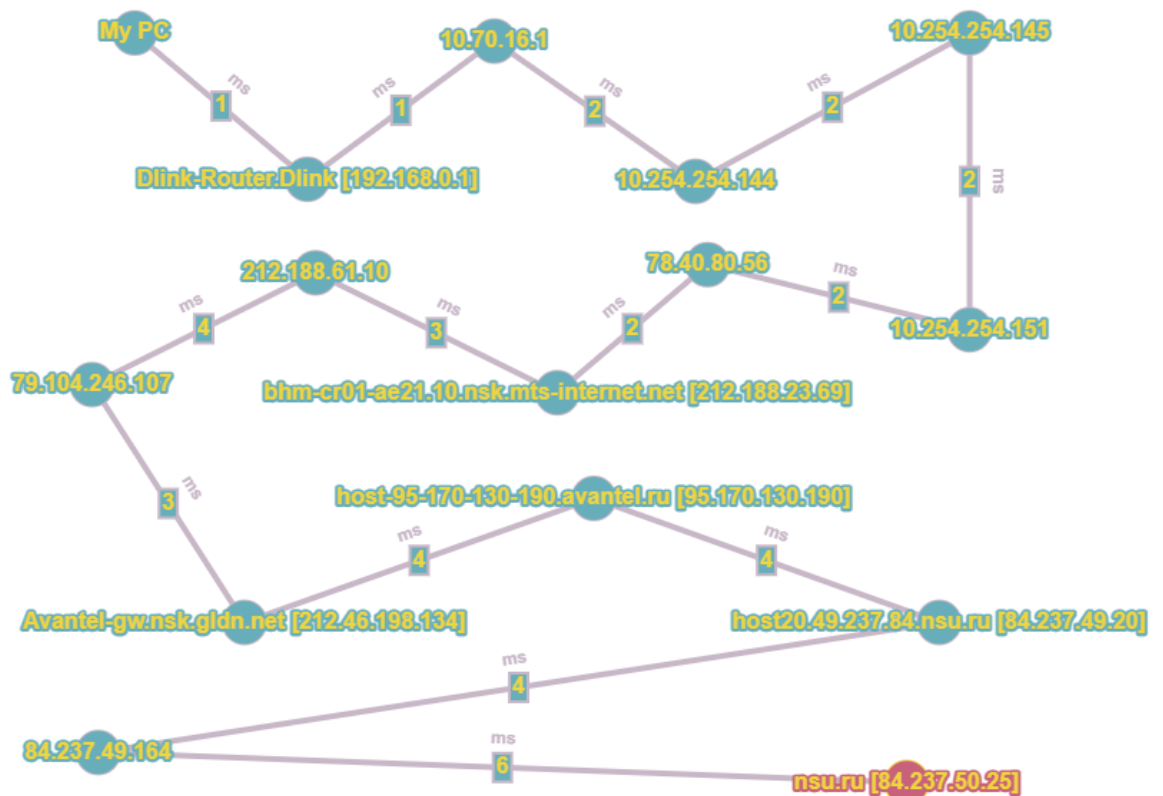 My PC
10.70.16.1
10.254.254.145
ms
ms
ms
ms
1
1
2
2
Dlink-Router.Dlink [192.168.0.1]
10.254.254.144
2
ms
212.188.61.10
78.40.80.56
ms
ms
ms
ms
4
3
2
2
10.254.254.151
79.104.246.107
bhm-cr01-ae21.10.nsk.mts-internet.net [212.188.23.69]
ms
3
host-95-170-130-190.avantel.ru [95.170.130.190]
ms
ms
4
4
Avantel-gw.nsk.gldn.net [212.46.198.134]
host20.49.237.84.nsu.ru [84.237.49.20]
ms
4
84.237.49.164
ms
6
nsu.ru [84.237.50.25]